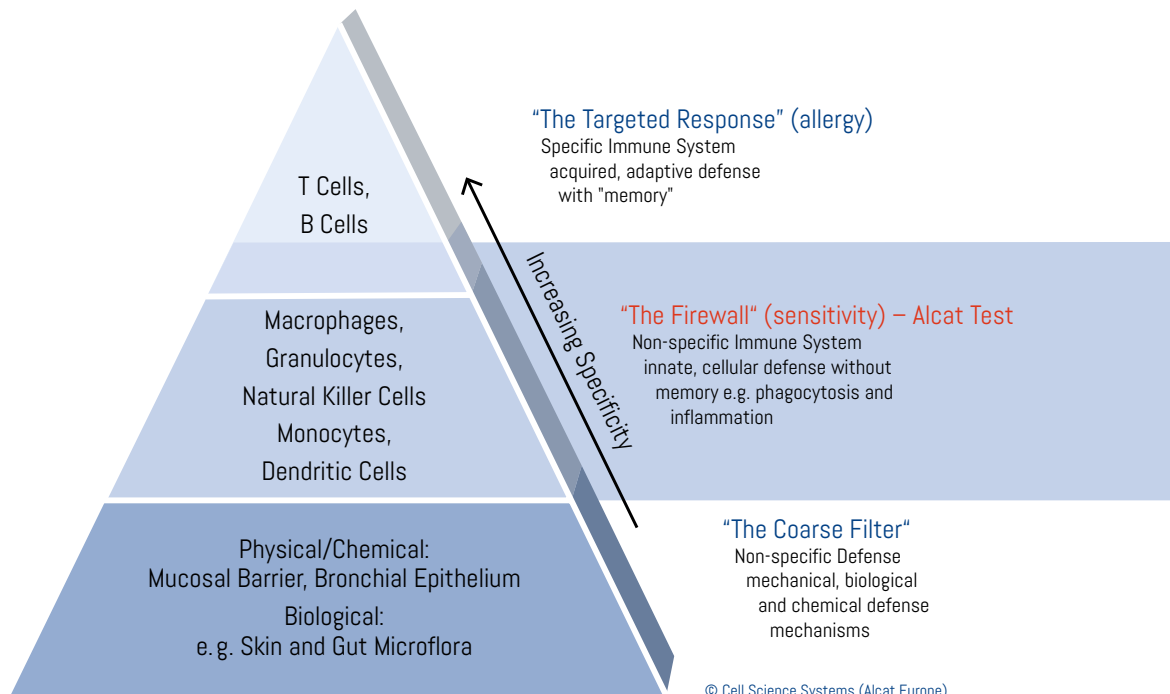 "The Targeted Response" (allergy)
Specific Immune System
acquired, adaptive defense
with "memory"
T Cells,
B Cells
Increasing Specificity
"The Firewall" (sensitivity) – Alcat Test
Non-specific Immune System
innate, cellular defense without
memory e.g. phagocytosis and
inflammation
Macrophages,
Granulocytes,
Natural Killer Cells
Monocytes,
Dendritic Cells
"The Coarse Filter"
Non-specific Defense
mechanical, biological
and chemical defense
mechanisms
Physical/Chemical:
Mucosal Barrier, Bronchial Epithelium
Biological:
e. g. Skin and Gut Microflora
© Cell Science Systems (Alcat Europe)